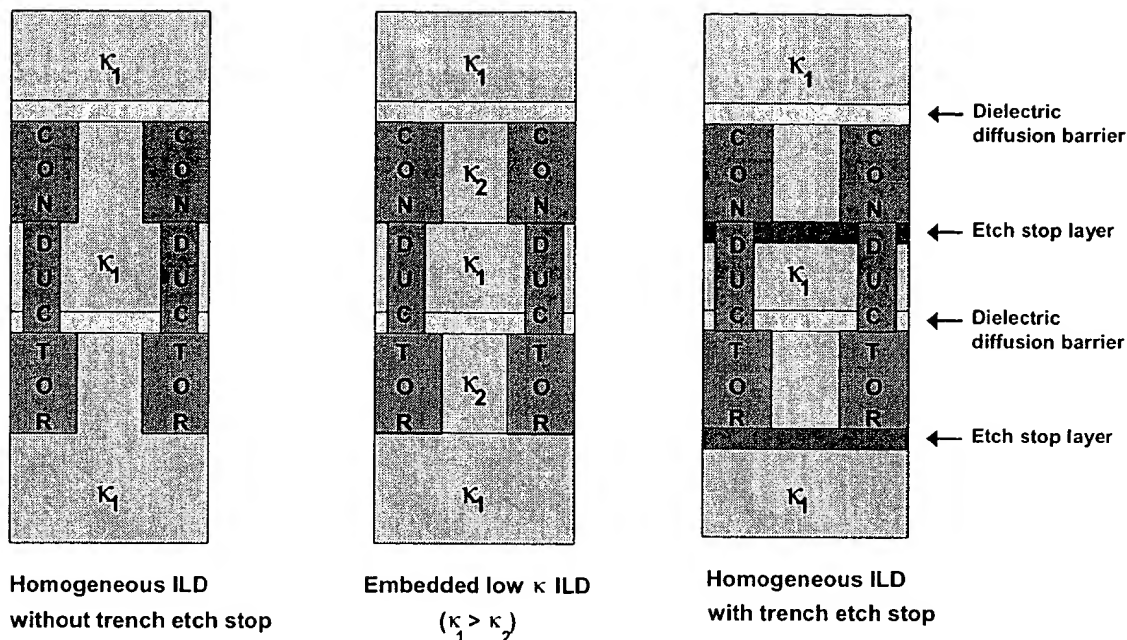 κ1
C C
O O
N N
D D
κ1
U U
C C
T T
O O
R R
κ1
Homogeneous ILD
without trench etch stop
κ1
C C
O κ2 O
N N
D D
κ1
U U
C C
T T
O κ2 O
R R
κ1
Embedded low κ ILD
(κ1 > κ2)
κ1
C C
O O
N N
D D
κ1
U U
C C
T T
O O
R R
κ1
Homogeneous ILD
with trench etch stop
Dielectric
diffusion barrier
Etch stop layer
Dielectric
diffusion barrier
Etch stop layer